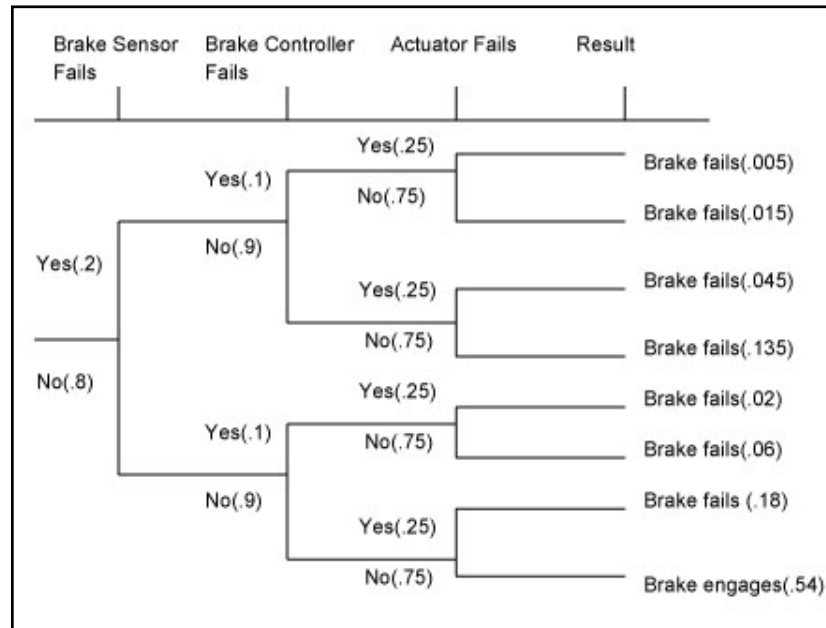 Brake Sensor Fails
Brake Controller Fails
Actuator Fails
Result
Yes(.25)
Brake fails(.005)
Yes(.1)
No(.75)
Brake fails(.015)
No(.9)
Yes(.2)
Yes(.25)
Brake fails(.045)
No(.75)
Brake fails(.135)
No(.8)
Yes(.25)
Brake fails(.02)
Yes(.1)
No(.75)
Brake fails(.06)
No(.9)
Brake fails (.18)
Yes(.25)
No(.75)
Brake engages(.54)